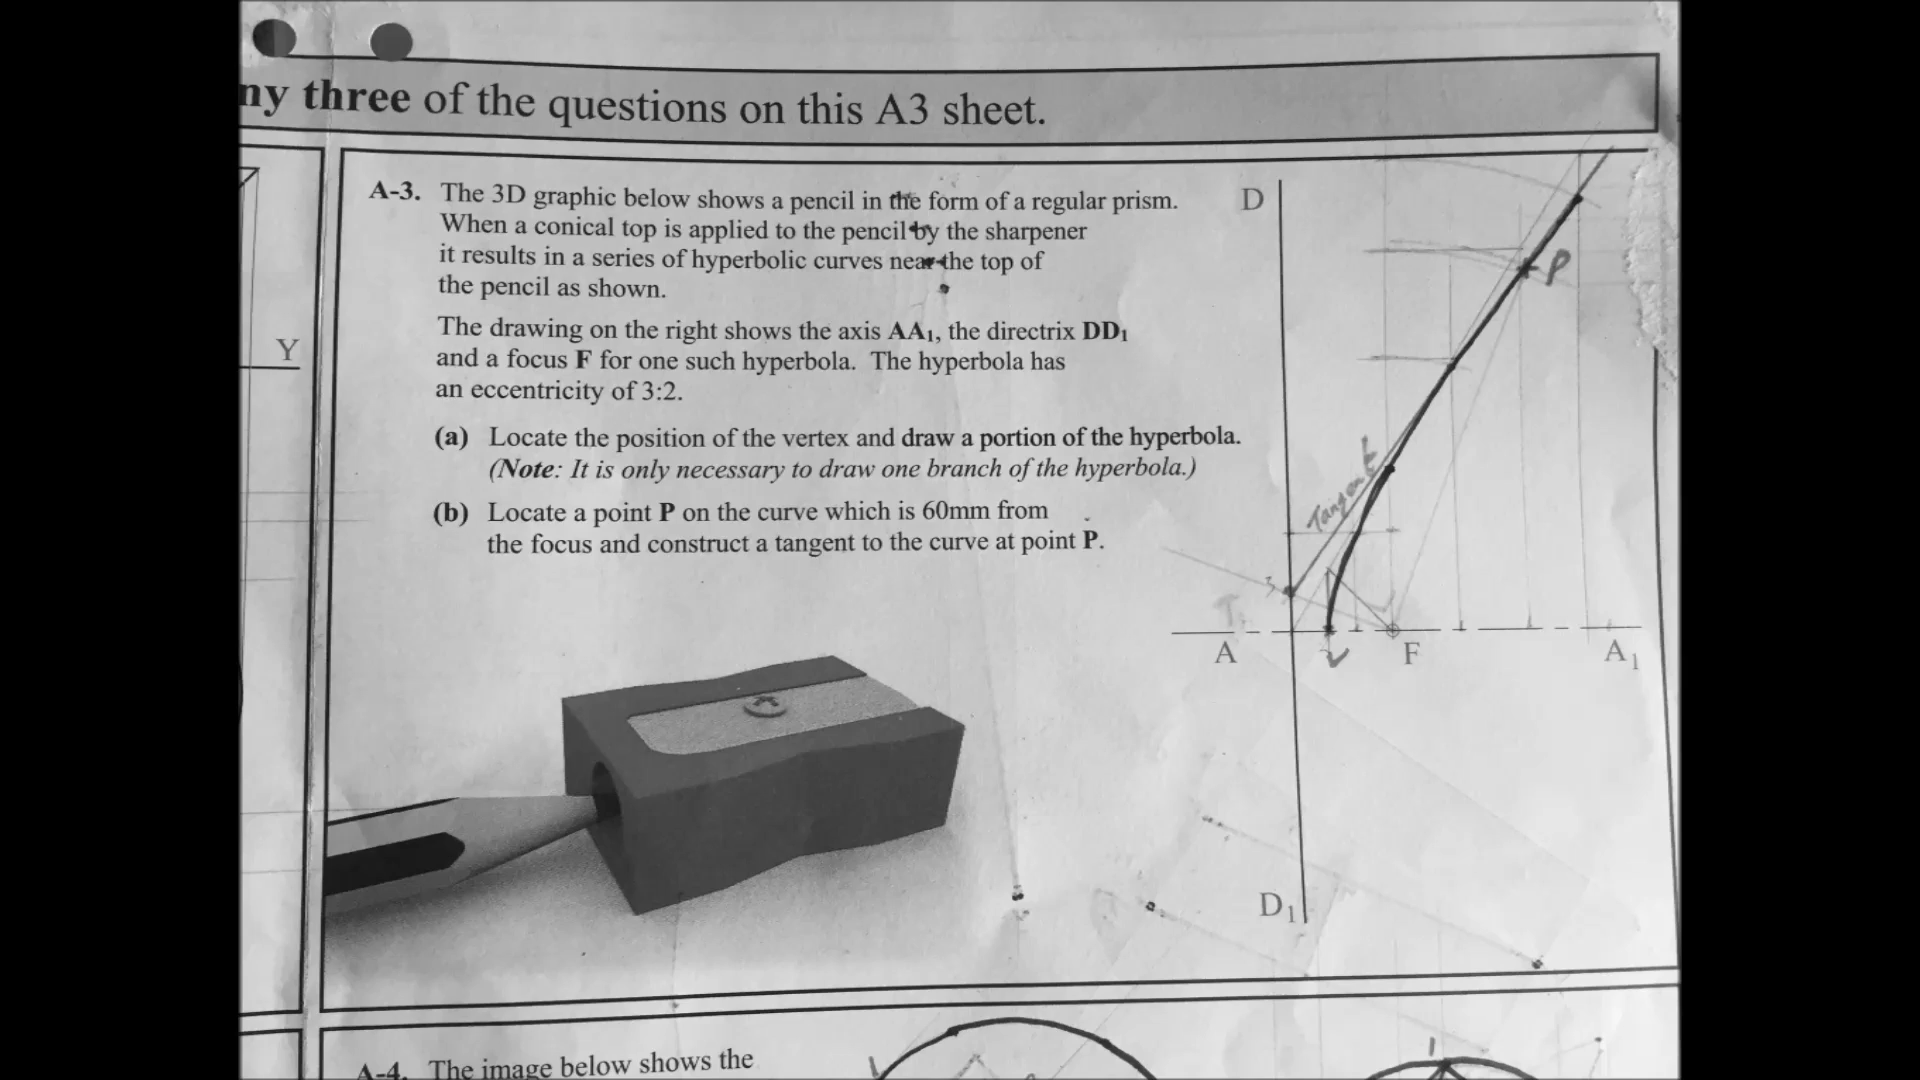 ny three of the questions on this A3 sheet.
Y
A-3. The 3D graphic below shows a pencil in the form of a regular prism.
When a conical top is applied to the pencil by the sharpener
it results in a series of hyperbolic curves near the top of
the pencil as shown.
The drawing on the right shows the axis AA₁, the directrix DD₁
and a focus F for one such hyperbola. The hyperbola has
an eccentricity of 3:2.
(a) Locate the position of the vertex and draw a portion of the hyperbola.
(Note: It is only necessary to draw one branch of the hyperbola.)
(b) Locate a point P on the curve which is 60mm from
the focus and construct a tangent to the curve at point P.
D
P
Tangent
A
V
F
A₁
D₁
A-4. The image below shows the